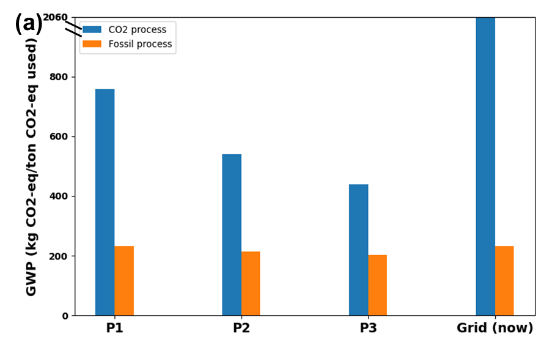 (a)
2060
CO2 process
Fossil process
800
600
400
200
0
GWP (kg CO2-eq/ton CO2-eq used)
P1
P2
P3
Grid (now)